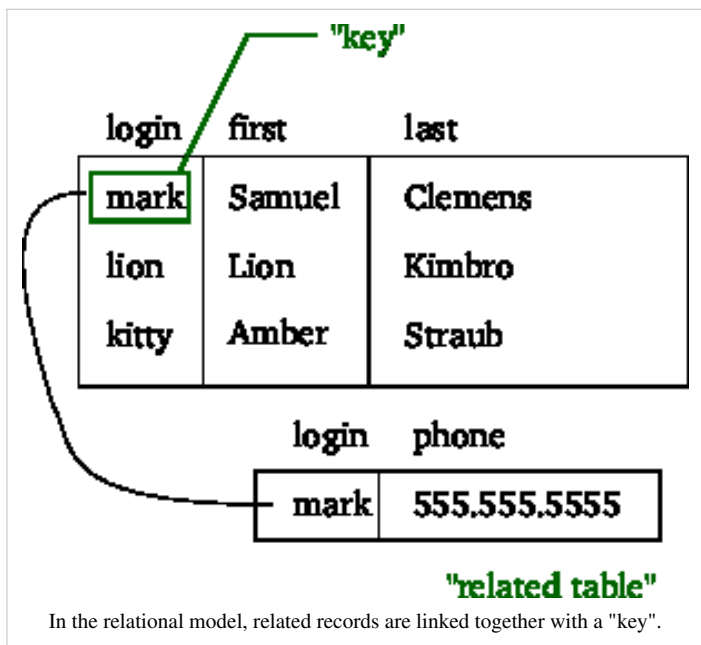 "key"
login first last
mark Samuel Clemens
lion Lion Kimbro
kitty Amber Straub
login phone
mark 555.555.5555
"related table"
In the relational model, related records are linked together with a "key".